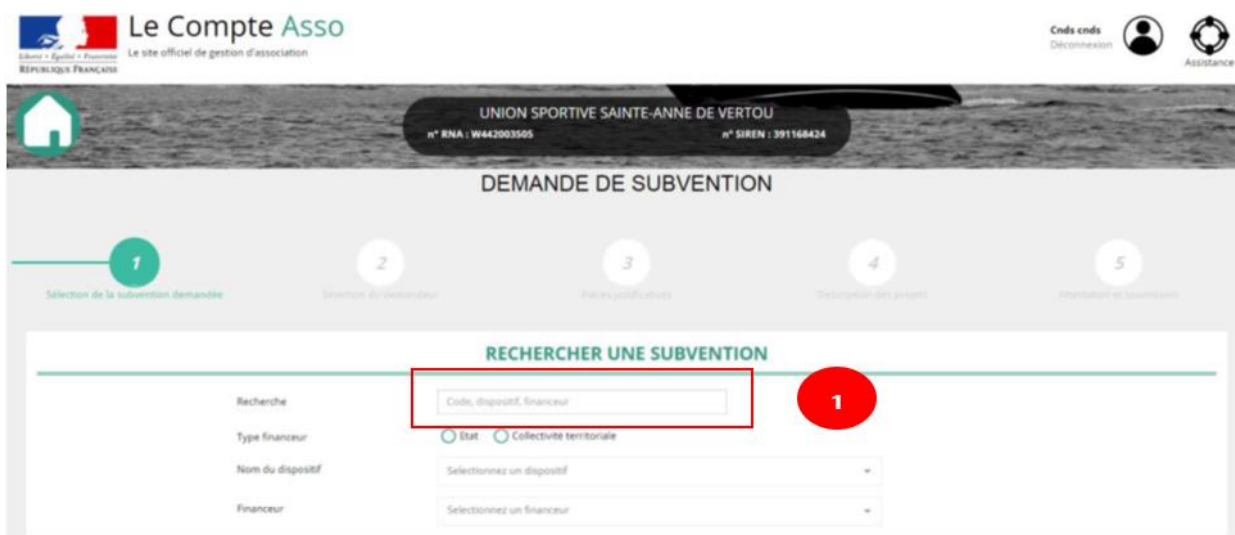 Le Compte Asso
Le site officiel de gestion d'association
Liberté • Égalité • Fraternité
RÉPUBLIQUE FRANÇAISE
Cnds cnds
Déconnexion
Assistance
UNION SPORTIVE SAINTE-ANNE DE VERTOU
n° RNA : W442003505 n° SIREN : 391168424
DEMANDE DE SUBVENTION
1 2 3 4 5
Sélection de la subvention demandée Sélection du demandeur Pièces justificatives Description des projets Attestation et soumission
RECHERCHER UNE SUBVENTION
Recherche Code, dispositif, financeur 1
Type financeur Etat Collectivité territoriale
Nom du dispositif Selectionnez un dispositif
Financeur Selectionnez un financeur